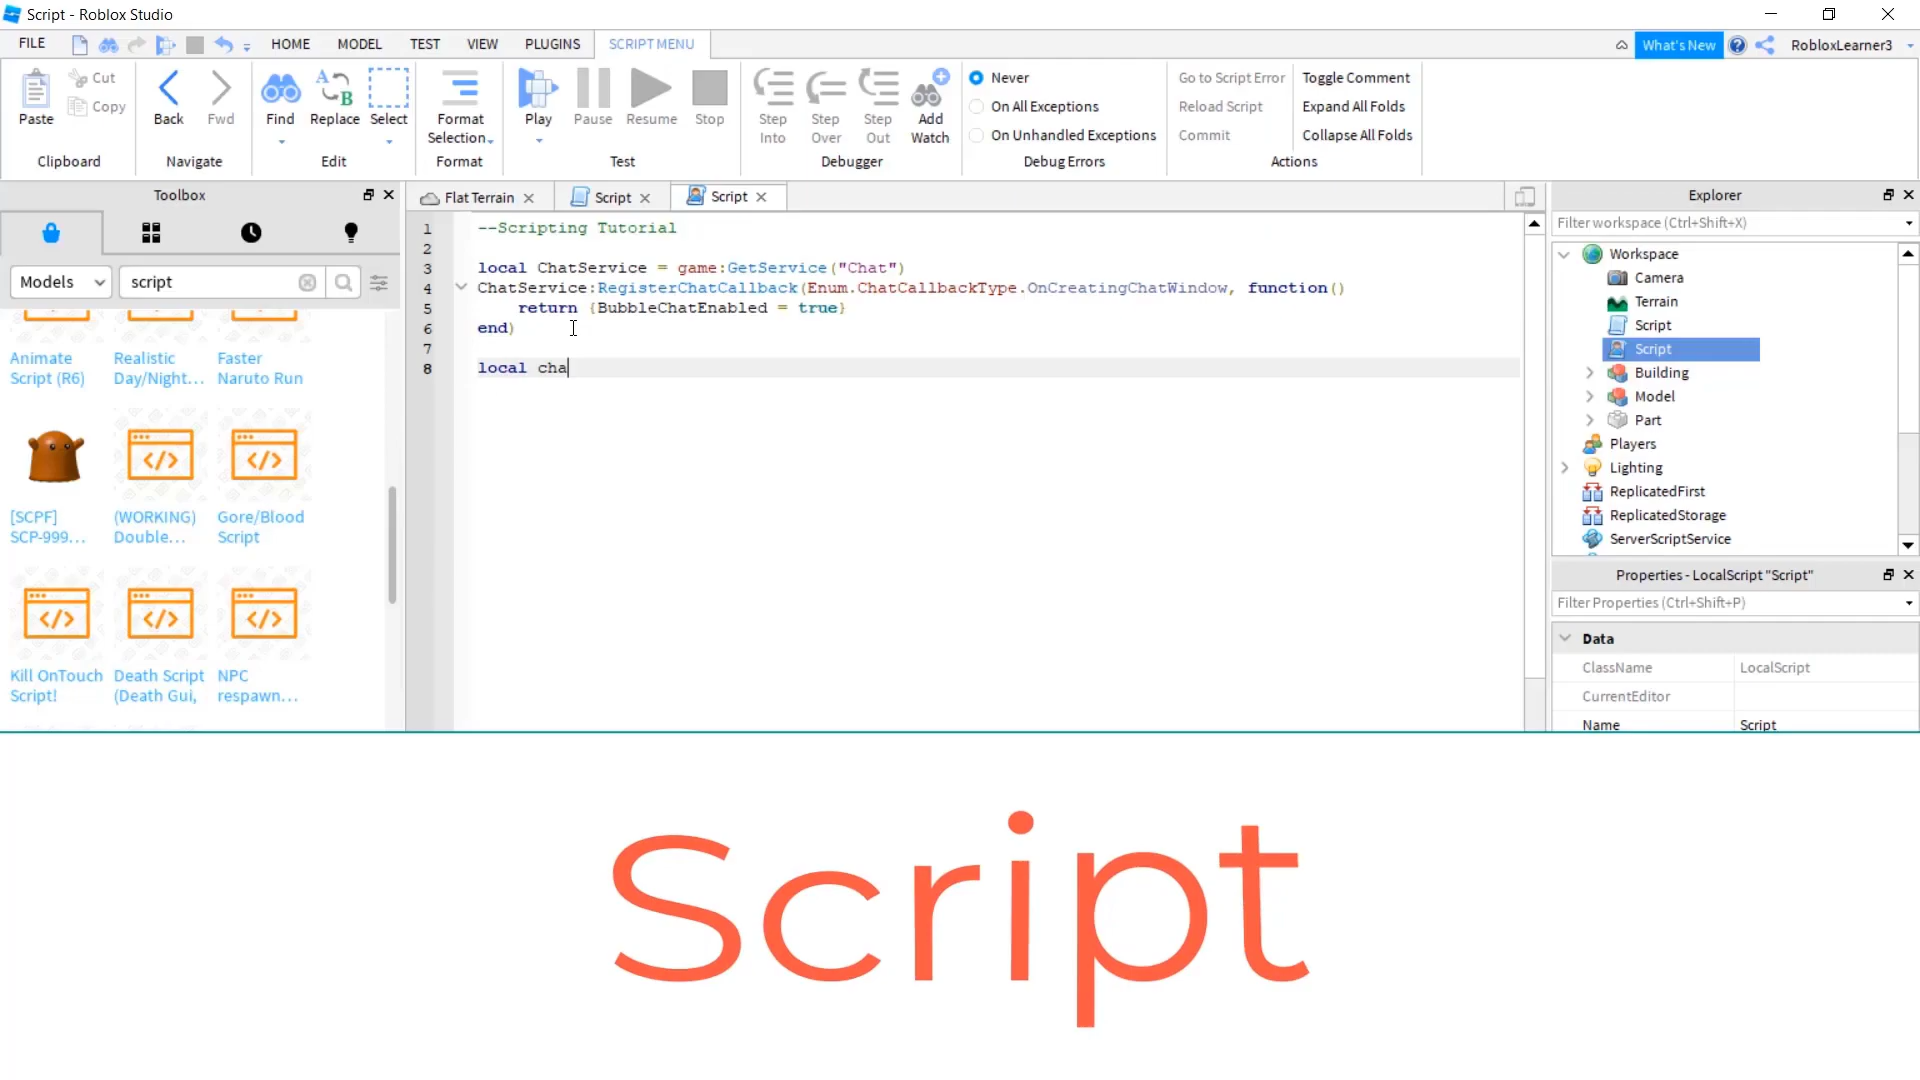 Script - Roblox Studio
FILE HOME MODEL TEST VIEW PLUGINS SCRIPT MENU What's New RobloxLearner3
Paste Cut Copy Back Fwd Find Replace Select Format Selection Play Pause Resume Stop Step Into Step Over Step Out Add Watch
Never
On All Exceptions
On Unhandled Exceptions
Go to Script Error
Reload Script
Commit
Toggle Comment
Expand All Folds
Collapse All Folds
Clipboard Navigate Edit Format Test Debugger Debug Errors Actions
Toolbox
Models script
Animate Script (R6)
Realistic Day/Night...
Faster Naruto Run
[SCPF] SCP-999...
(WORKING) Double...
Gore/Blood Script
Kill OnTouch Script!
Death Script (Death Gui,
NPC respawn...
Flat Terrain Script Script
1 --Scripting Tutorial
2
3 local ChatService = game:GetService("Chat")
4 ChatService:RegisterChatCallback(Enum.ChatCallbackType.OnCreatingChatWindow, function()
5 return {BubbleChatEnabled = true}
6 end)
7
8 local cha
Explorer
Filter workspace (Ctrl+Shift+X)
Workspace
Camera
Terrain
Script
Script
Building
Model
Part
Players
Lighting
ReplicatedFirst
ReplicatedStorage
ServerScriptService
Properties - LocalScript "Script"
Filter Properties (Ctrl+Shift+P)
Data
ClassName LocalScript
CurrentEditor
Name Script
Script